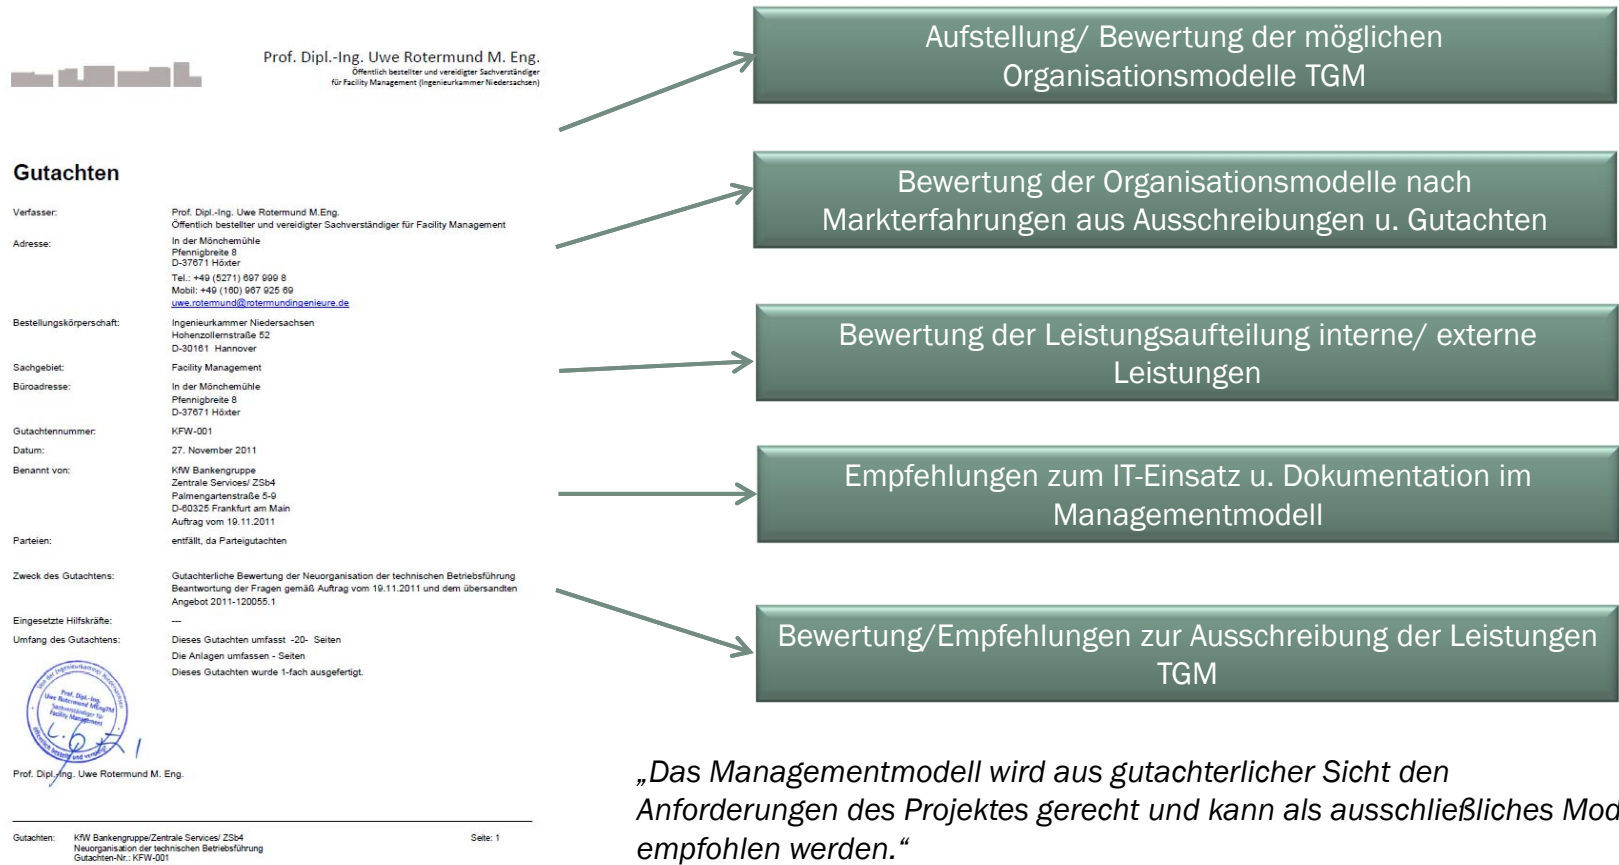 Prof. Dipl.-Ing. Uwe Rotermund M. Eng.
Öffentlich bestellter und vereidigter Sachverständiger
für Facility Management (Ingenieurkammer Niedersachsen)
Gutachten
Verfasser: Prof. Dipl.-Ing. Uwe Rotermund M.Eng.
Öffentlich bestellter und vereidigter Sachverständiger für Facility Management
Adresse: In der Mönchemühle
Pfennigbreite 8
D-37671 Höxter
Tel.: +49 (5271) 697 999 8
Mobil: +49 (160) 967 925 69
uwe.rotermund@rotermundingenieure.de
Bestellungskörperschaft: Ingenieurkammer Niedersachsen
Hohenzollernstraße 52
D-30161 Hannover
Sachgebiet: Facility Management
Büroadresse: In der Mönchemühle
Pfennigbreite 8
D-37671 Höxter
Gutachtennummer: KFW-001
Datum: 27. November 2011
Benannt von: KfW Bankengruppe
Zentrale Services/ ZSb4
Palmengartenstraße 5-9
D-60325 Frankfurt am Main
Auftrag vom 19.11.2011
Parteien: entfällt, da Parteigutachten
Zweck des Gutachtens: Gutachterliche Bewertung der Neuorganisation der technischen Betriebsführung
Beantwortung der Fragen gemäß Auftrag vom 19.11.2011 und dem übersandten
Angebot 2011-120055.1
Eingesetzte Hilfskräfte: ---
Umfang des Gutachtens: Dieses Gutachten umfasst -20- Seiten
Die Anlagen umfassen - Seiten
Dieses Gutachten wurde 1-fach ausgefertigt.
Prof. Dipl.-Ing.
Uwe Rotermund
Sachverständiger für
Facility Management
Prof. Dipl.-Ing. Uwe Rotermund M. Eng.
Gutachten: KfW Bankengruppe/Zentrale Services/ ZSb4 Seite: 1
Neuorganisation der technischen Betriebsführung
Gutachten-Nr.: KFW-001
Aufstellung/ Bewertung der möglichen
Organisationsmodelle TGM
Bewertung der Organisationsmodelle nach
Markterfahrungen aus Ausschreibungen u. Gutachten
Bewertung der Leistungsaufteilung interne/ externe
Leistungen
Empfehlungen zum IT-Einsatz u. Dokumentation im
Managementmodell
Bewertung/Empfehlungen zur Ausschreibung der Leistungen
TGM
„Das Managementmodell wird aus gutachterlicher Sicht den
Anforderungen des Projektes gerecht und kann als ausschließliches Mod
empfohlen werden.“